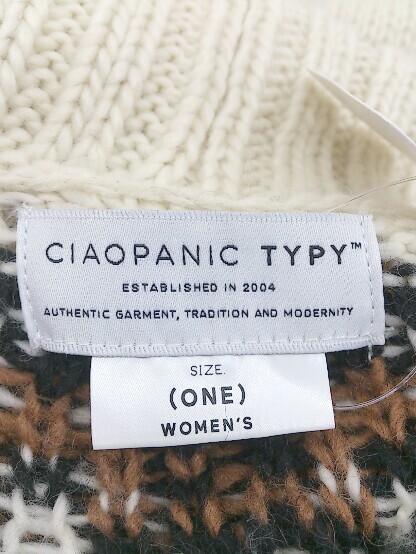 CIAOPANIC TYPY™
ESTABLISHED IN 2004
AUTHENTIC GARMENT, TRADITION AND MODERNITY
SIZE.
(ONE)
WOMEN'S